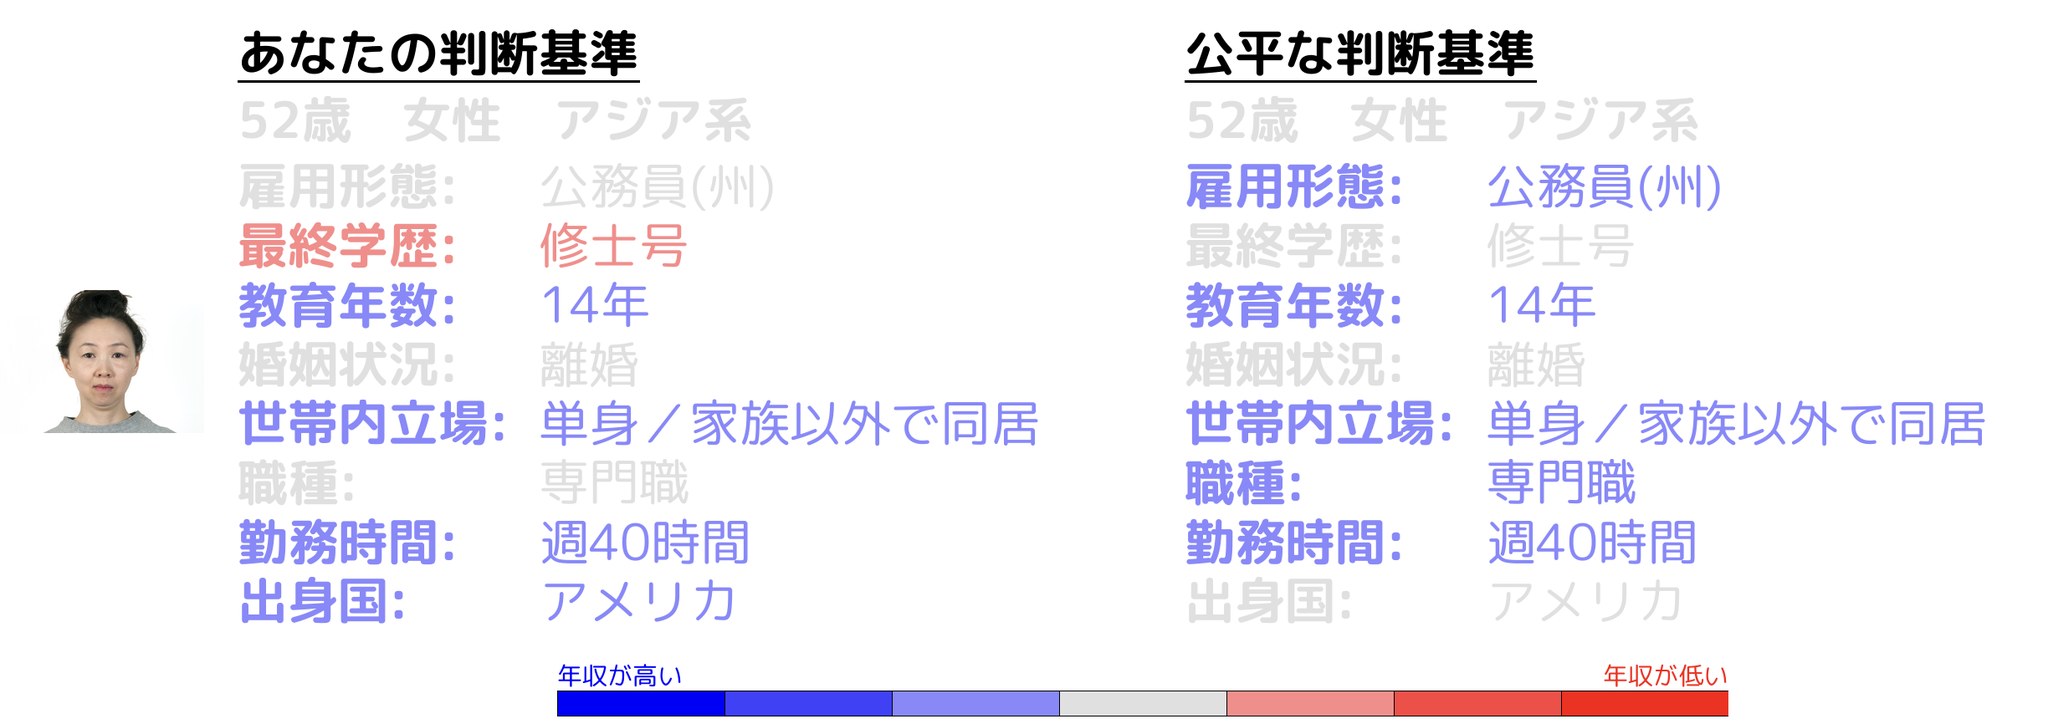 あなたの判断基準
52歳 女性 アジア系
雇用形態: 公務員(州)
最終学歴: 修士号
教育年数: 14年
婚姻状況: 離婚
世帯内立場: 単身／家族以外で同居
職種: 専門職
勤務時間: 週40時間
出身国: アメリカ
公平な判断基準
52歳 女性 アジア系
雇用形態: 公務員(州)
最終学歴: 修士号
教育年数: 14年
婚姻状況: 離婚
世帯内立場: 単身／家族以外で同居
職種: 専門職
勤務時間: 週40時間
出身国: アメリカ
年収が高い
年収が低い